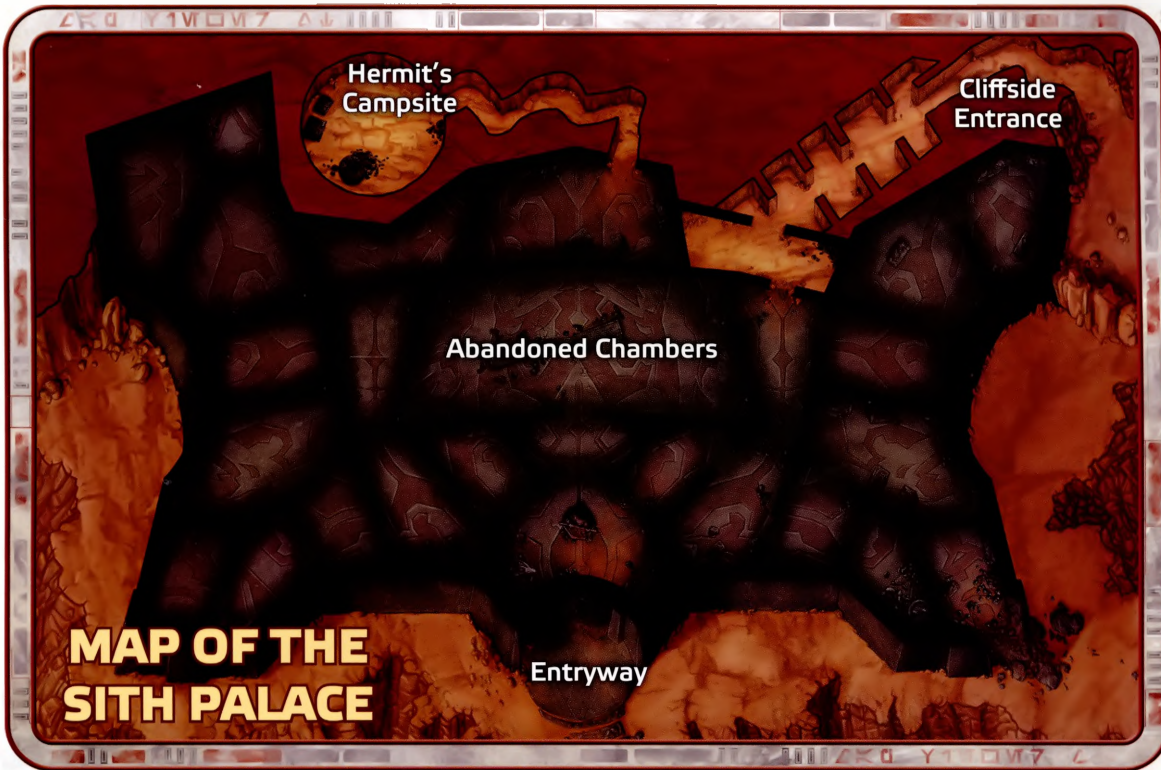 Hermit's
Campsite
Cliffside
Entrance
Abandoned Chambers
Entryway
MAP OF THE
SITH PALACE